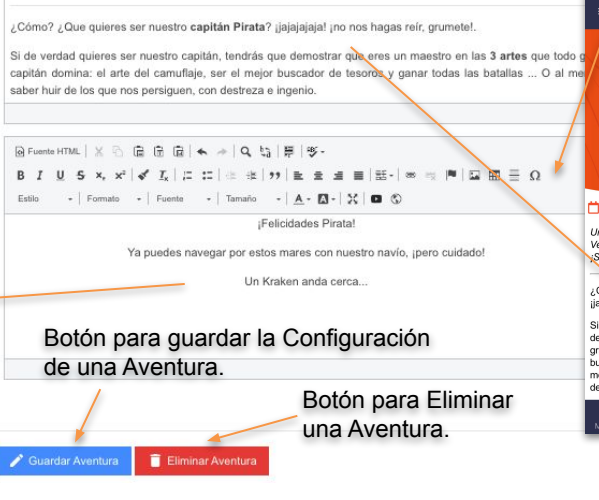 ¿Cómo? ¿Que quieres ser nuestro capitán Pirata? ¡jajajajaja! ¡no nos hagas reír, grumete!.
Si de verdad quieres ser nuestro capitán, tendrás que demostrar que eres un maestro en las 3 artes que todo
capitán domina: el arte del camuflaje, ser el mejor buscador de tesoros y ganar todas las batallas ... O al
saber huir de los que nos persiguen, con destreza e ingenio.
Fuente HTML
B I U S x, x² Ix
Estilo Formato Fuente Tamaño A A
¡Felicidades Pirata!
Ya puedes navegar por estos mares con nuestro navío, ¡pero cuidado!
Un Kraken anda cerca...
Botón para guardar la Configuración
de una Aventura.
Botón para Eliminar
una Aventura.
Guardar Aventura Eliminar Aventura
Si